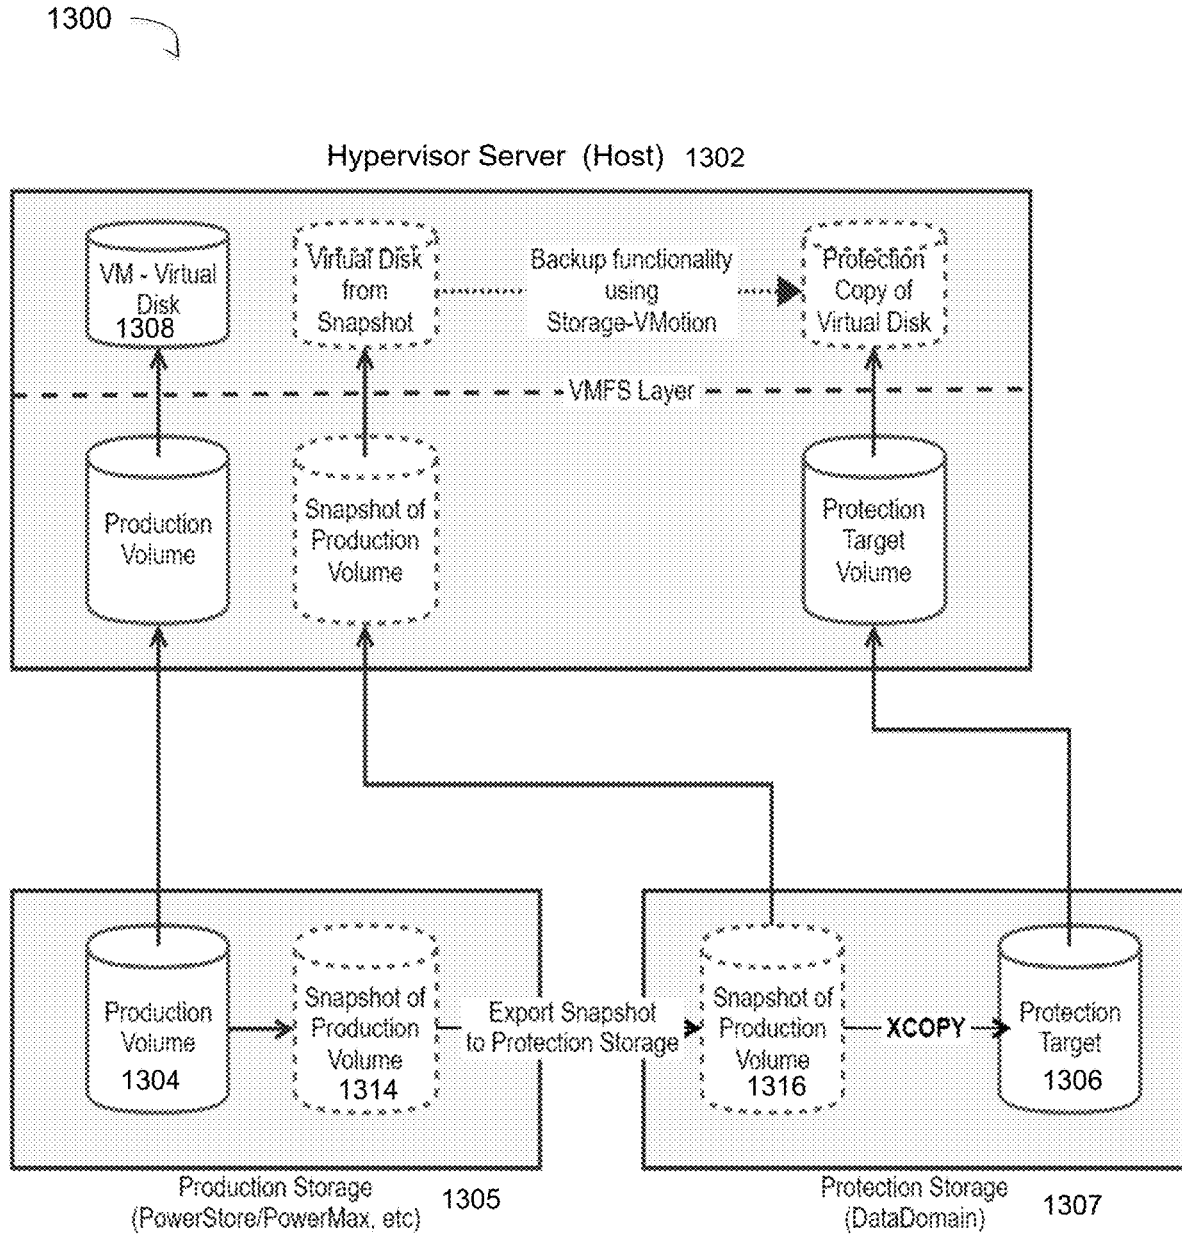 1300
Hypervisor Server (Host) 1302
VM - Virtual
Disk
1308
Virtual Disk
from
Snapshot
Backup functionality
using
Storage-VMotion
Protection
Copy of
Virtual Disk
VMFS Layer
Production
Volume
Snapshot of
Production
Volume
Protection
Target
Volume
Production
Volume
1304
Snapshot of
Production
Volume
1314
Export Snapshot
to Protection Storage
Snapshot of
Production
Volume
1316
XCOPY
Protection
Target
1306
Production Storage
(PowerStore/PowerMax, etc)
1305
Protection Storage
(DataDomain)
1307